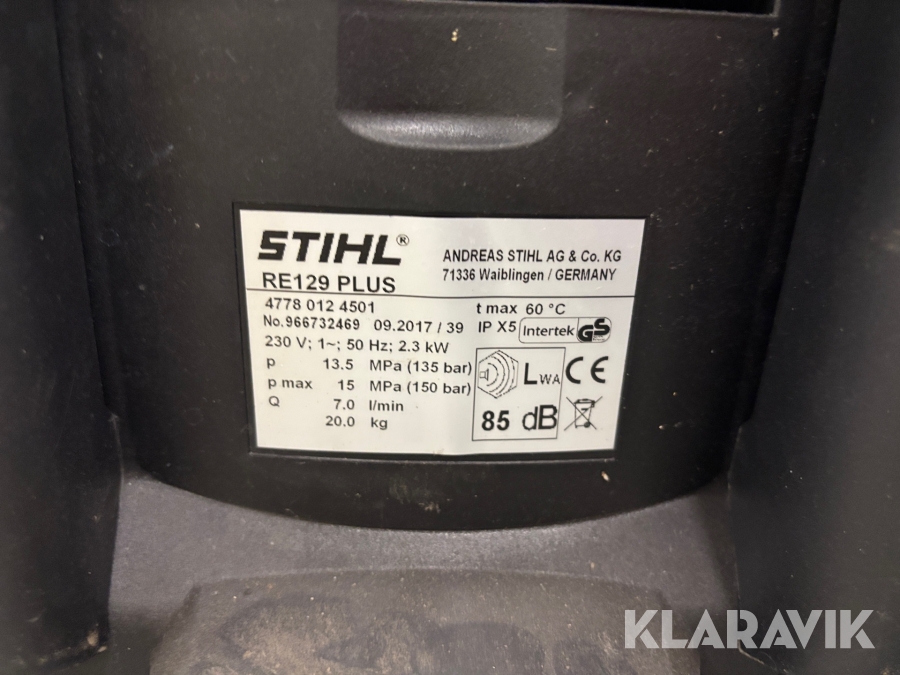 STIHL®
RE129 PLUS
ANDREAS STIHL AG & Co. KG
71336 Waiblingen / GERMANY
4778 012 4501
No.966732469 09.2017 / 39
230 V; 1~; 50 Hz; 2.3 kW
p 13.5 MPa (135 bar)
p max 15 MPa (150 bar)
Q 7.0 l/min
20.0 kg
t max 60 °C
IP X5 Intertek GS
LWA CE
85 dB
KLARAVIK